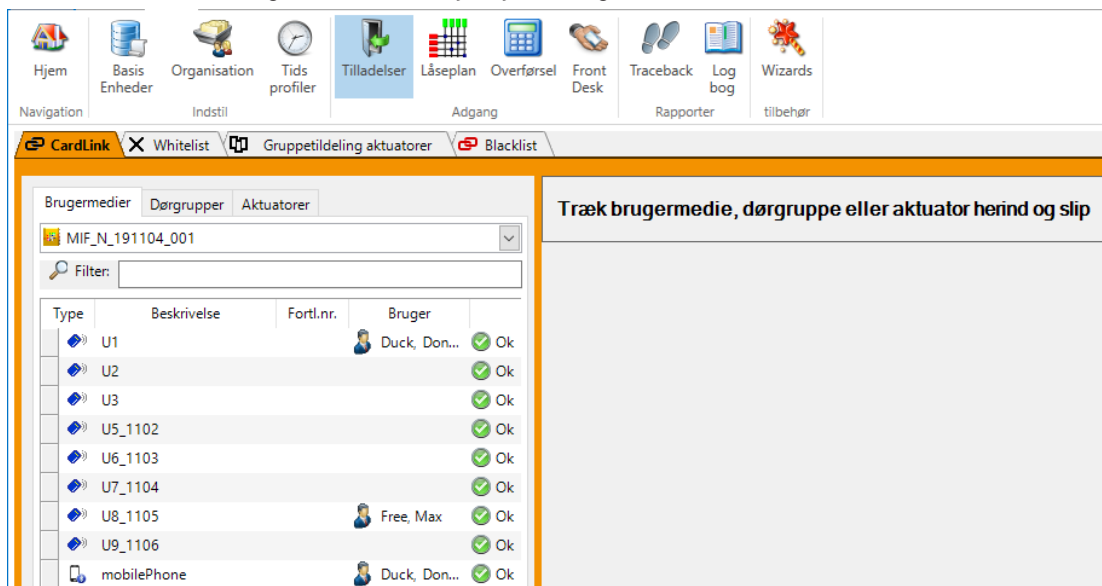 Hjem
Basis Enheder
Organisation
Tids profiler
Tilladelser
Låseplan
Overførsel
Front Desk
Traceback
Log bog
Wizards
Navigation
Indstil
Adgang
Rapporter
tilbehør
CardLink
Whitelist
Gruppetildeling aktuatorer
Blacklist
Brugermedier
Dørgrupper
Aktuatorer
Træk brugermedie, dørgruppe eller aktuator herind og slip
MIF_N_191104_001
Filter:
Type Beskrivelse Fortl.nr. Bruger
U1 Duck, Don... Ok
U2 Ok
U3 Ok
U5_1102 Ok
U6_1103 Ok
U7_1104 Ok
U8_1105 Free, Max Ok
U9_1106 Ok
mobilePhone Duck, Don... Ok